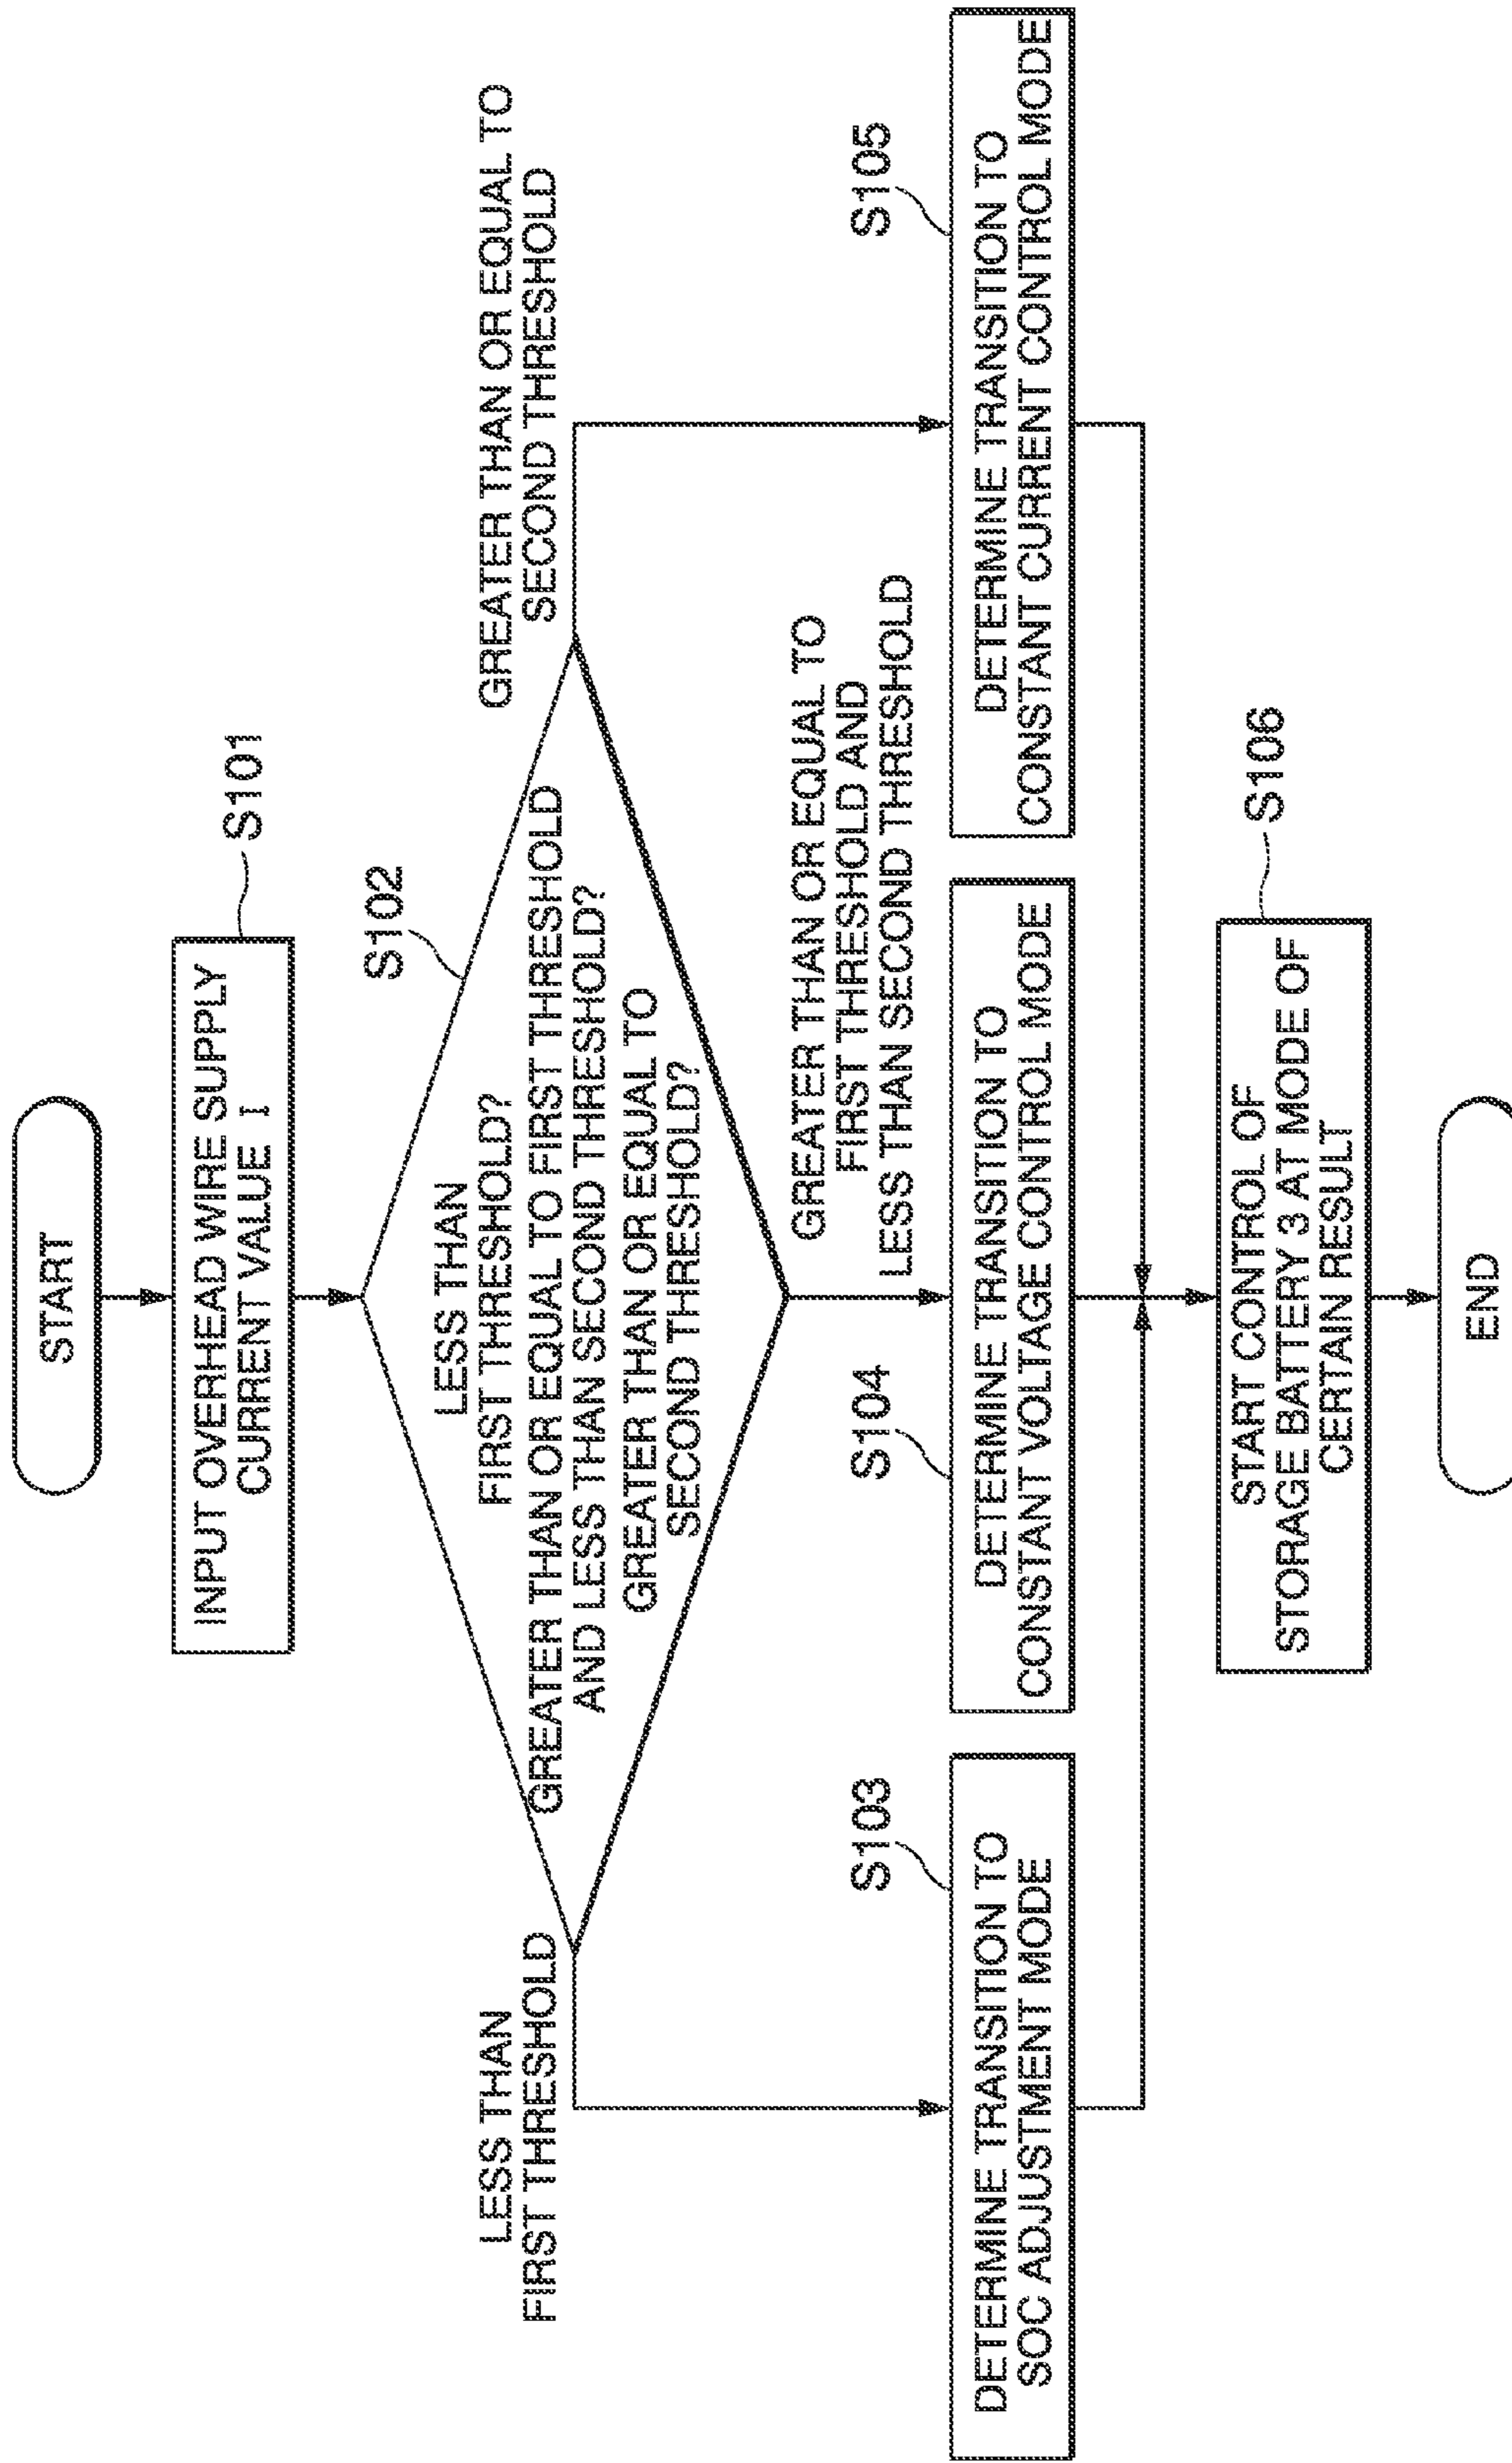 START
S101
INPUT OVERHEAD WIRE SUPPLY
CURRENT VALUE I
S102
LESS THAN
FIRST THRESHOLD?
GREATER THAN OR EQUAL TO FIRST THRESHOLD
AND LESS THAN SECOND THRESHOLD?
GREATER THAN OR EQUAL TO
SECOND THRESHOLD?
LESS THAN
FIRST THRESHOLD
GREATER THAN OR EQUAL TO
SECOND THRESHOLD
GREATER THAN OR EQUAL TO
FIRST THRESHOLD AND
LESS THAN SECOND THRESHOLD
S103
DETERMINE TRANSITION TO
SOC ADJUSTMENT MODE
S104
DETERMINE TRANSITION TO
CONSTANT VOLTAGE CONTROL MODE
S105
DETERMINE TRANSITION TO
CONSTANT CURRENT CONTROL MODE
S106
START CONTROL OF
STORAGE BATTERY 3 AT MODE OF
CERTAIN RESULT
END